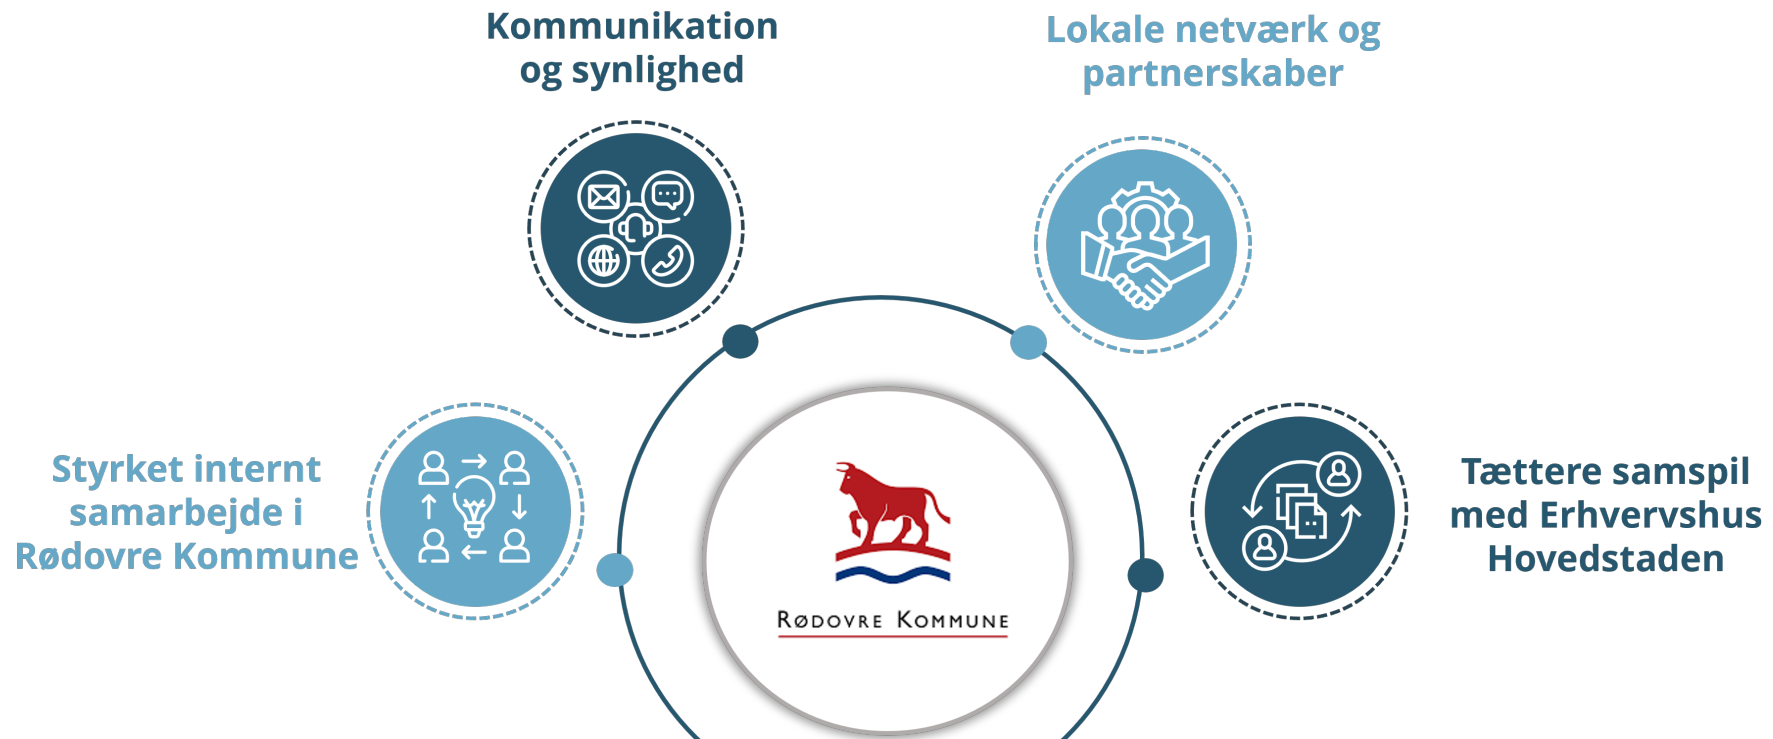 Kommunikation
og synlighed
Lokale netværk og
partnerskaber
Styrket internt
samarbejde i
Rødovre Kommune
Tættere samspil
med Erhvervshus
Hovedstaden
RØDOVRE KOMMUNE